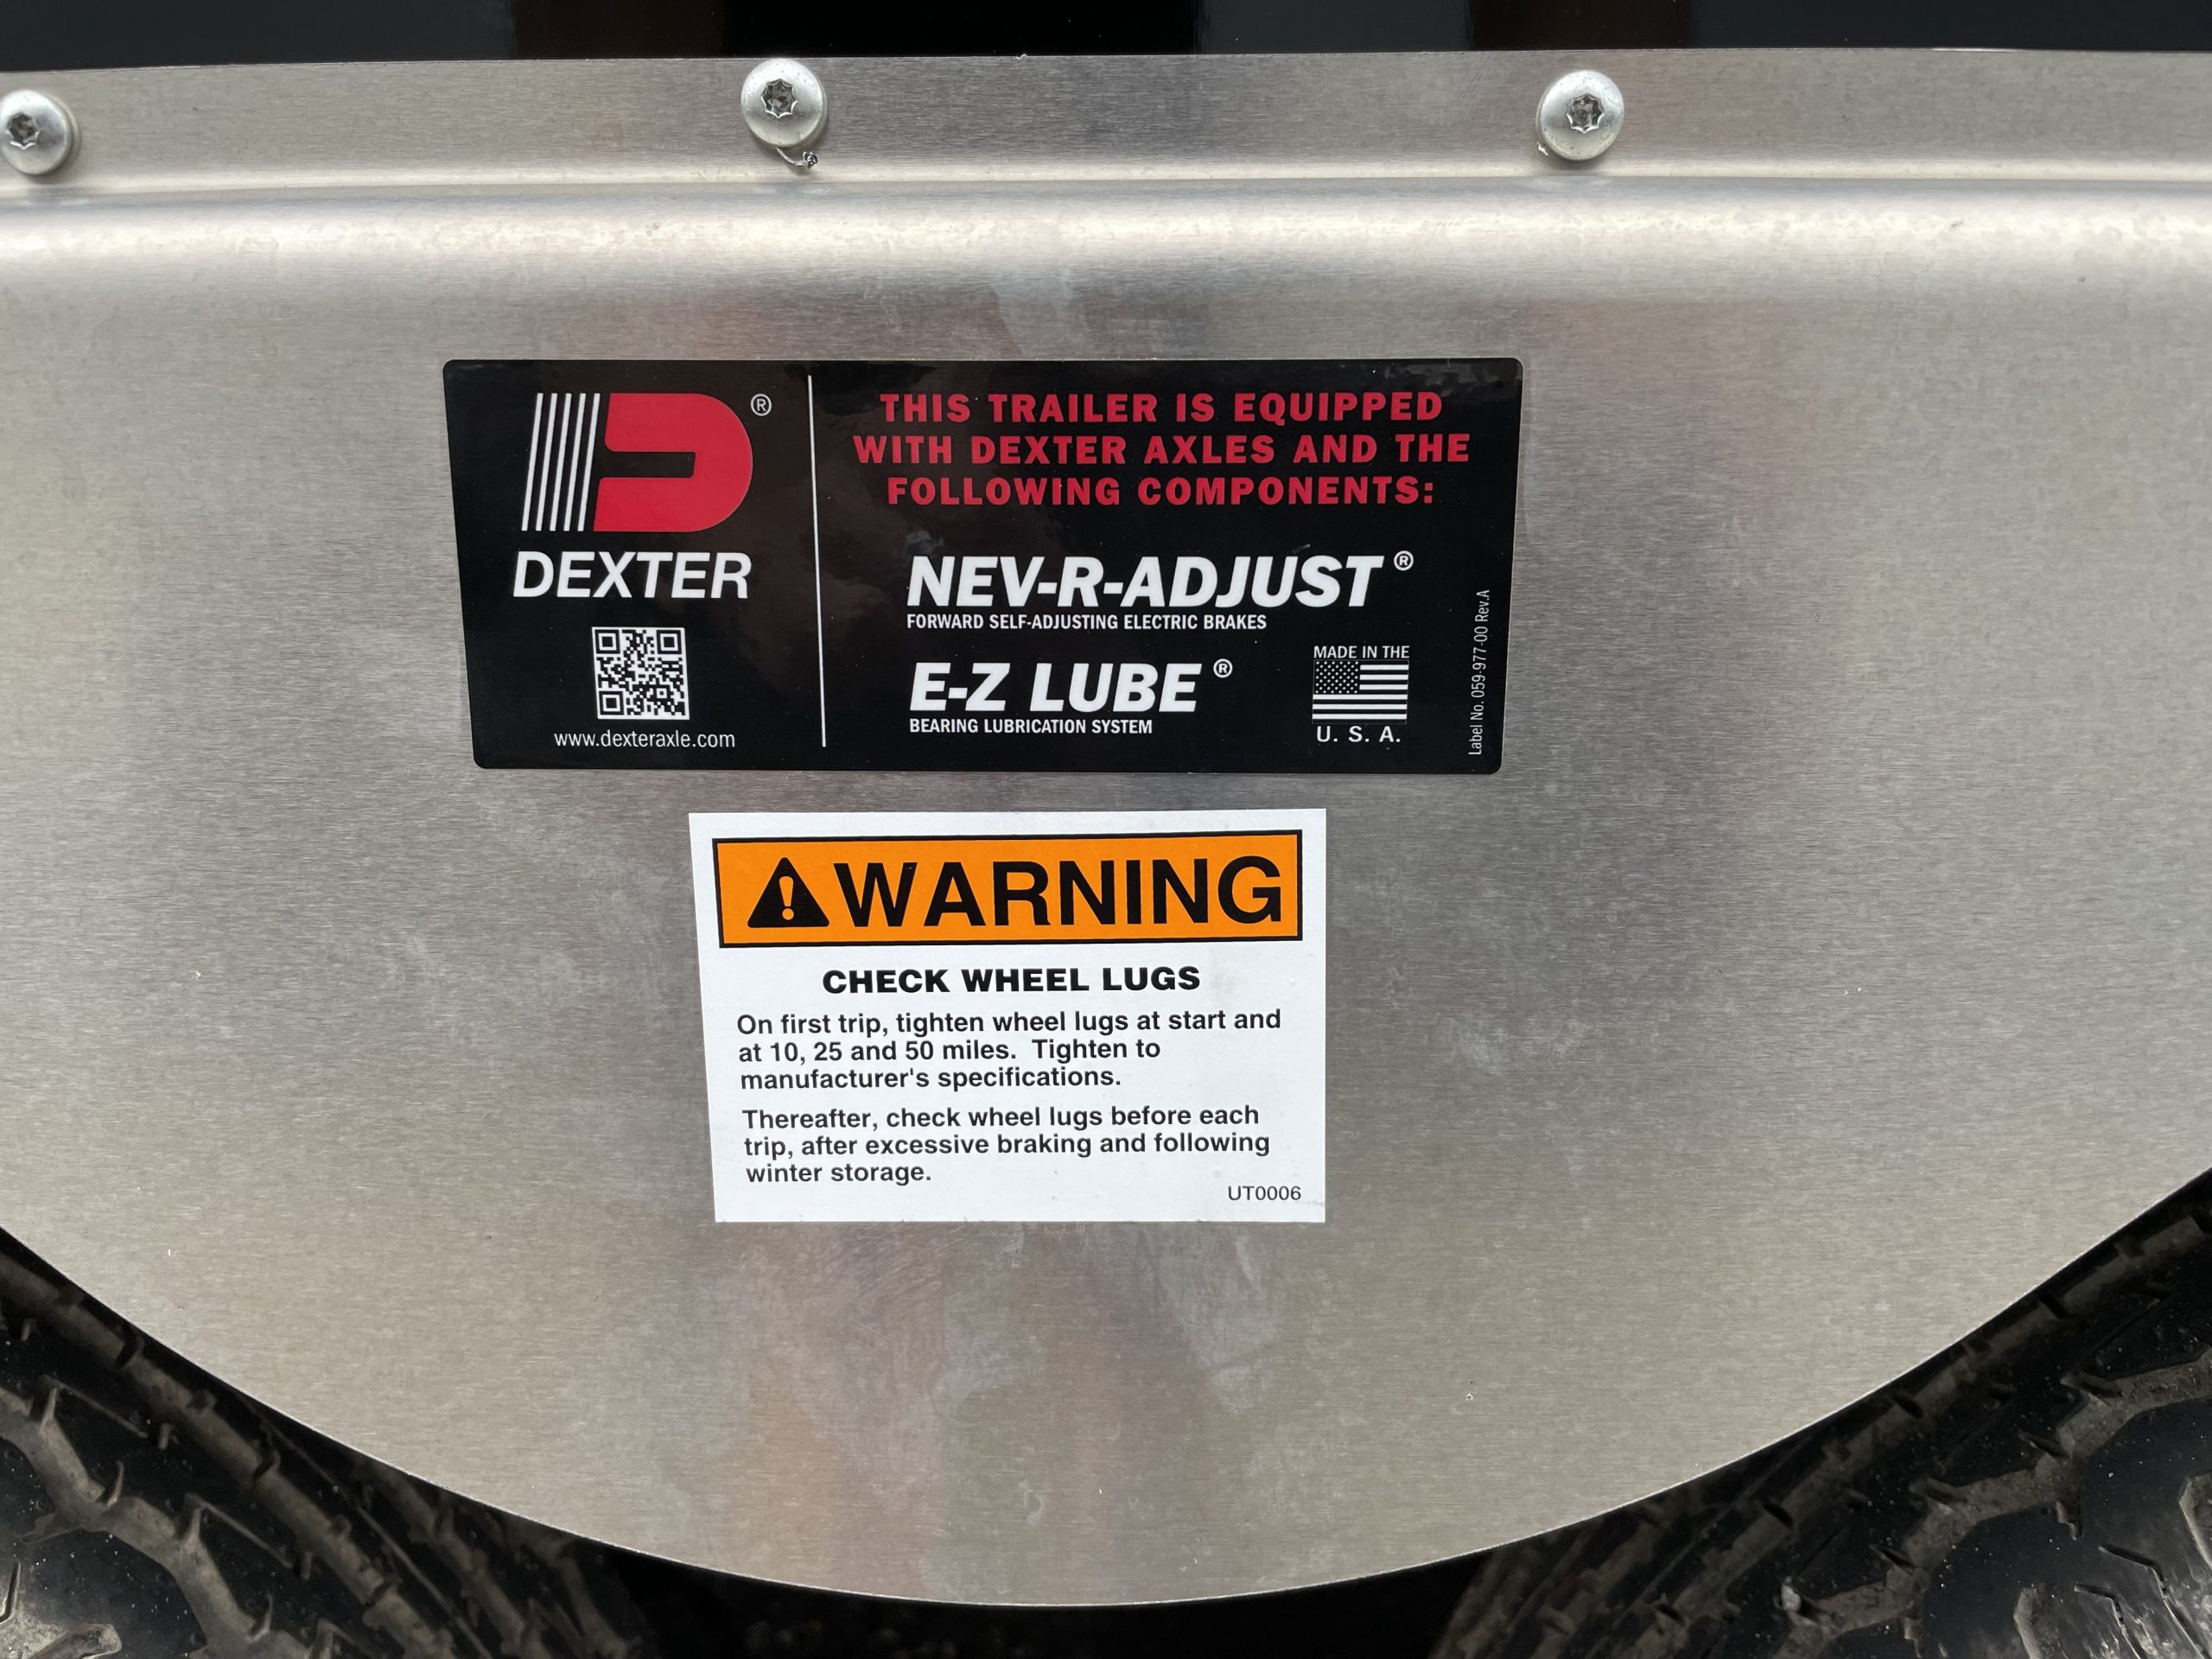 ®
DEXTER
www.dexteraxle.com
THIS TRAILER IS EQUIPPED
WITH DEXTER AXLES AND THE
FOLLOWING COMPONENTS:
NEV-R-ADJUST®
FORWARD SELF-ADJUSTING ELECTRIC BRAKES
E-Z LUBE®
BEARING LUBRICATION SYSTEM
MADE IN THE
U. S. A.
Label No. 059-977-00 Rev.A
WARNING
CHECK WHEEL LUGS
On first trip, tighten wheel lugs at start and
at 10, 25 and 50 miles.  Tighten to
manufacturer's specifications.
Thereafter, check wheel lugs before each
trip, after excessive braking and following
winter storage.
UT0006